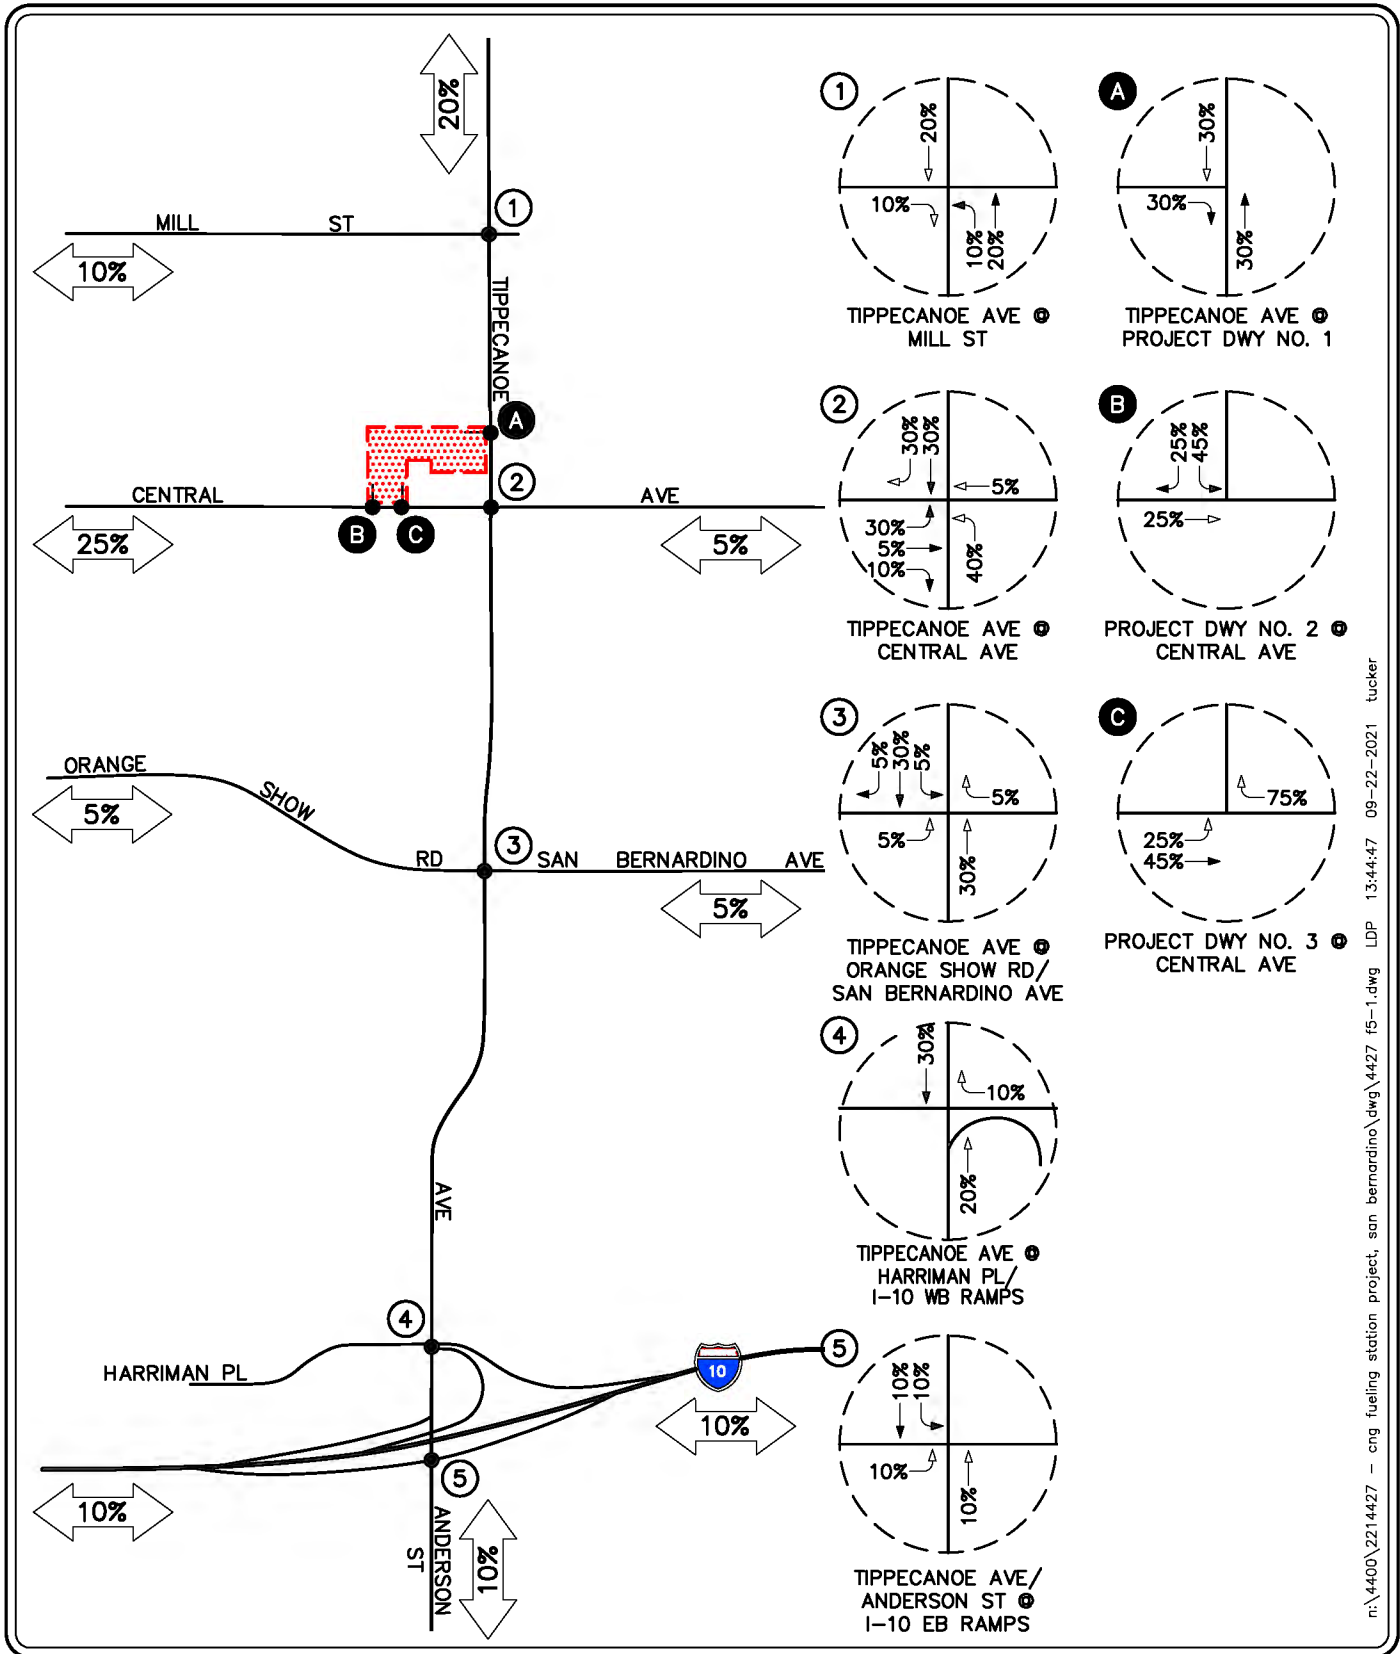 20%
MILL ST
10%
1
TIPPECANOE
A
2
CENTRAL AVE
B
C
25%
5%
ORANGE SHOW RD
5%
3
SAN BERNARDINO AVE
5%
AVE
4
HARRIMAN PL
10
5
10%
10%
5
ANDERSON ST
10%
1
20%
10%
10%
20%
TIPPECANOE AVE @
MILL ST
A
30%
30%
30%
TIPPECANOE AVE @
PROJECT DWY NO. 1
2
30%
30%
5%
30%
5%
10%
40%
TIPPECANOE AVE @
CENTRAL AVE
B
25%
45%
25%
PROJECT DWY NO. 2 @
CENTRAL AVE
3
5%
30%
5%
5%
5%
30%
TIPPECANOE AVE @
ORANGE SHOW RD/
SAN BERNARDINO AVE
C
75%
25%
45%
PROJECT DWY NO. 3 @
CENTRAL AVE
4
30%
10%
20%
TIPPECANOE AVE @
HARRIMAN PL/
I-10 WB RAMPS
10%
10%
10%
10%
TIPPECANOE AVE/
ANDERSON ST @
I-10 EB RAMPS
n:\4400\2214427 - cng fueling station project, san bernardino\dwg\4427 f5-1.dwg LDP 13:44:47 09-22-2021 tucker